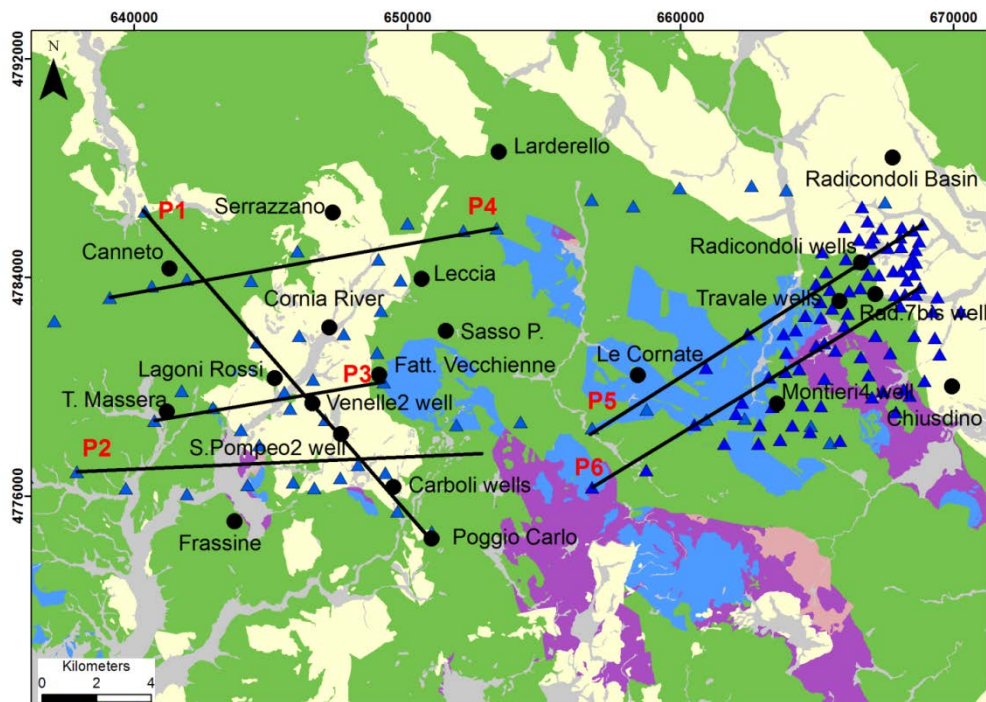 640000
650000
660000
670000
4792000
N
Larderello
Radicondoli Basin
P1
Serrazzano
P4
Canneto
Radicondoli wells
4784000
Leccia
Cornia River
Travale wells
Rad.7bis well
Sasso P.
Lagoni Rossi
P3
Fatt. Vecchienne
Le Cornate
T. Massera
Venelle2 well
P5
Montieri4 well
Chiusdino
P2
S.Pompeo2 well
P6
4776000
Carboli wells
Frassine
Poggio Carlo
Kilometers
0 2 4